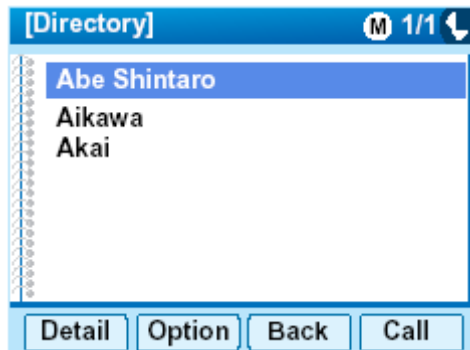 [Directory] M 1/1
Abe Shintaro
Aikawa
Akai
Detail Option Back Call